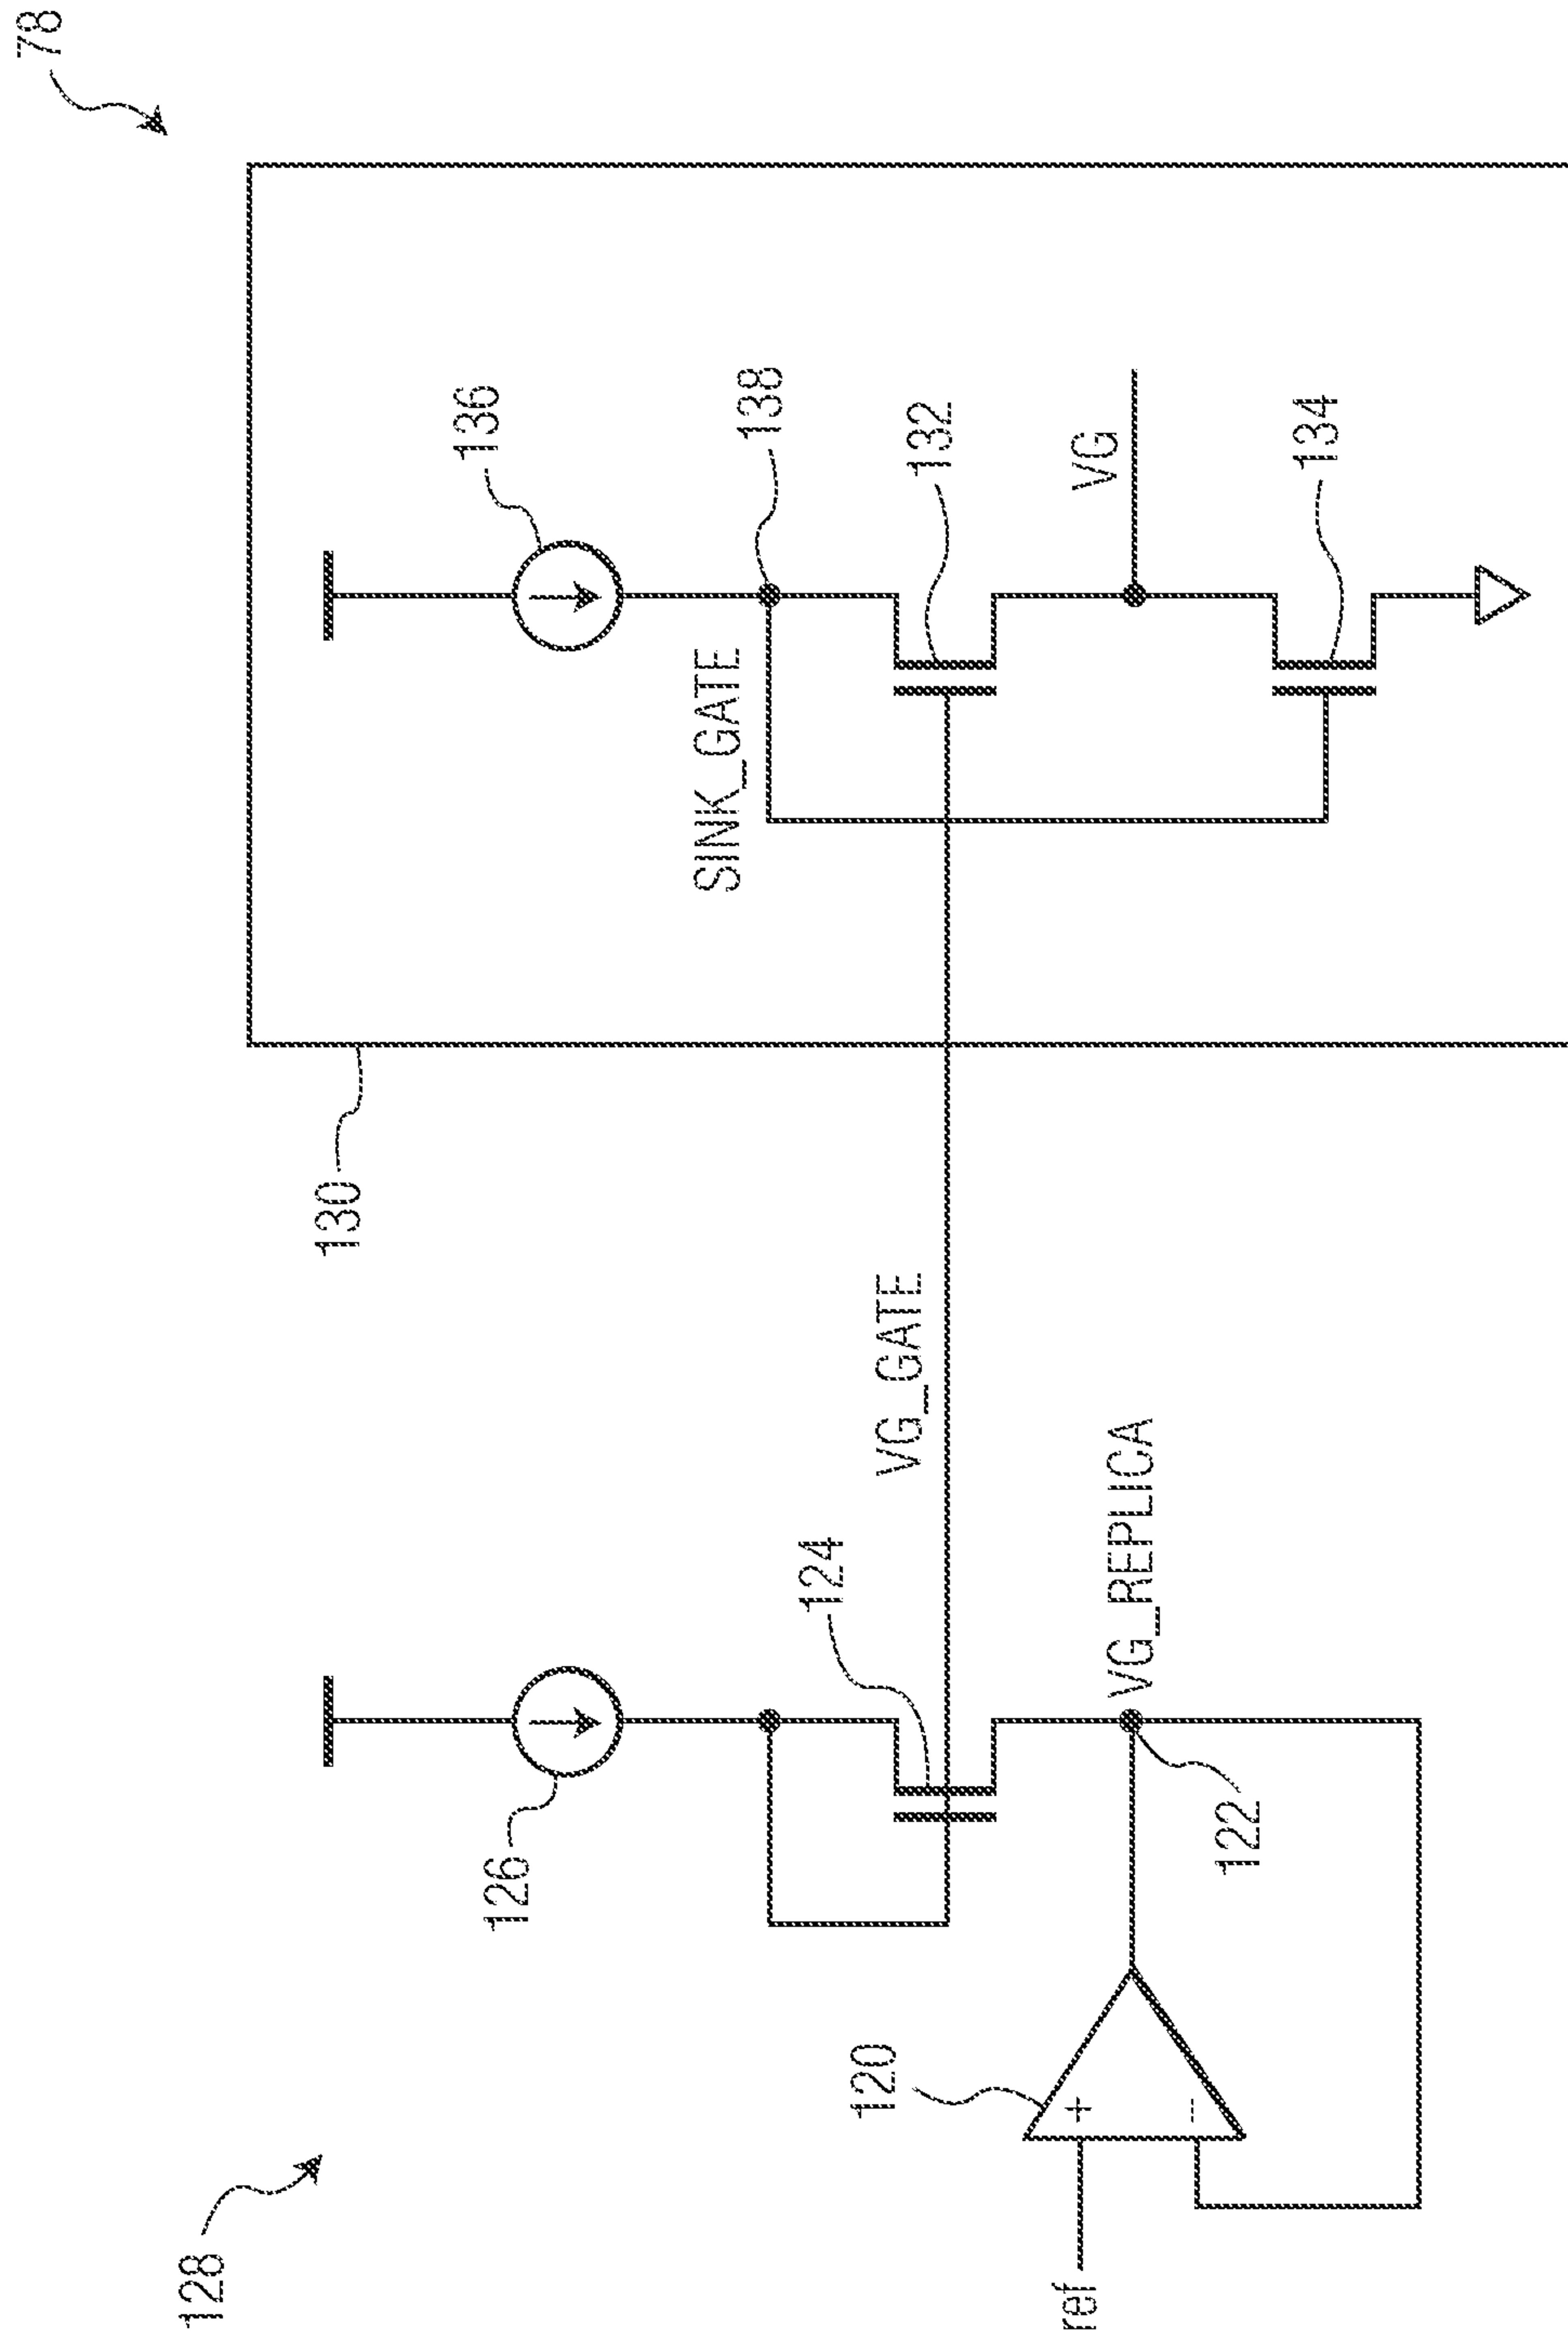 78
136
138
SINK_GATE
132
VG
134
130
VG_GATE
124
126
VG_REPLICA
122
120
+
−
128
ref